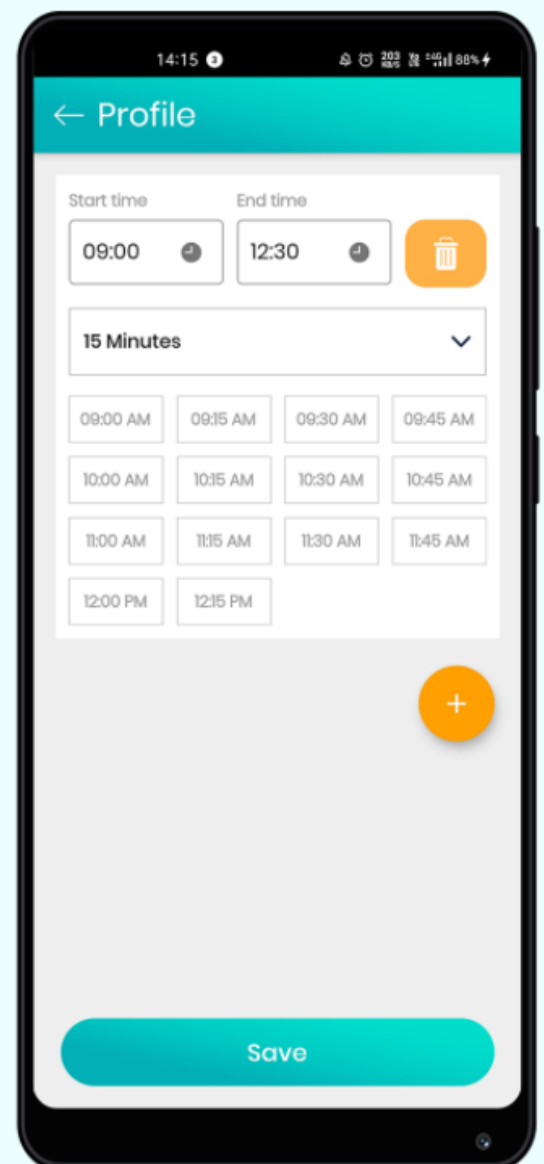 14:15 3 203 KB/S 88%
← Profile
Start time End time
09:00 12:30
15 Minutes
09:00 AM 09:15 AM 09:30 AM 09:45 AM
10:00 AM 10:15 AM 10:30 AM 10:45 AM
11:00 AM 11:15 AM 11:30 AM 11:45 AM
12:00 PM 12:15 PM
+
Save